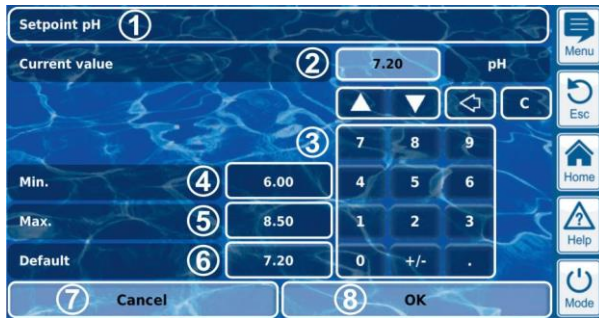 Setpoint pH 1
Current value 2 7.20 pH
C
3 7 8 9
Min. 4 6.00 4 5 6
Max. 5 8.50 1 2 3
Default 6 7.20 0 +/- .
7 Cancel 8 OK
Menu
Esc
Home
?
Help
Mode